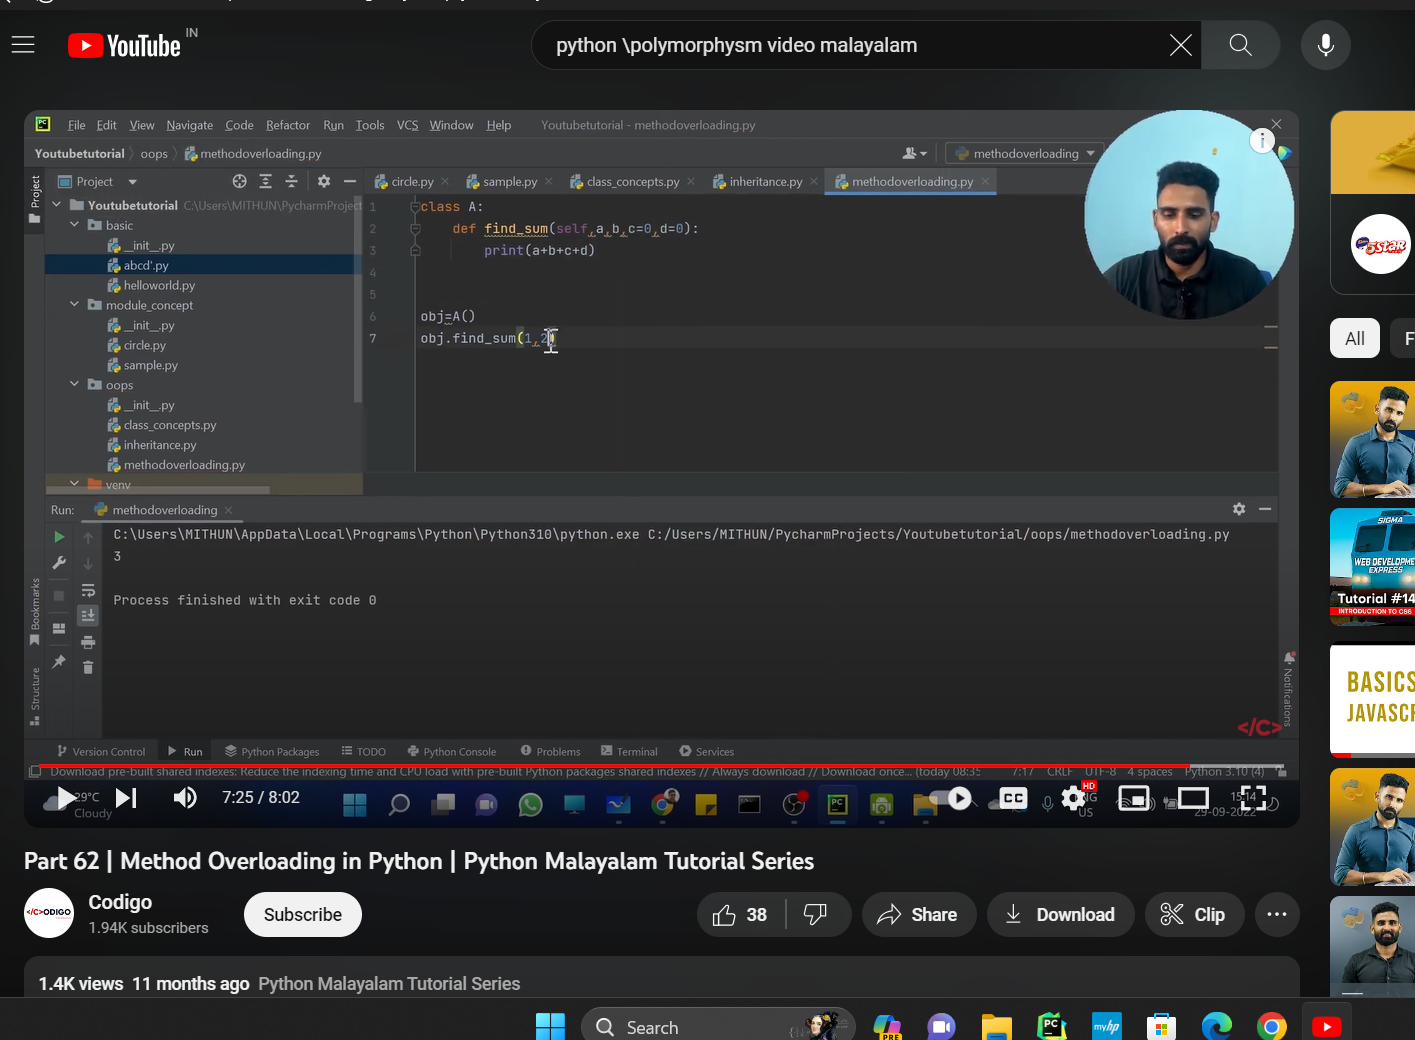 YouTube IN
python \polymorphysm video malayalam
PC File Edit View Navigate Code Refactor Run Tools VCS Window Help Youtubetutorial - methodoverloading.py
Youtubetutorial oops methodoverloading.py methodoverloading
Project Project circle.py sample.py class_concepts.py inheritance.py methodoverloading.py
Youtubetutorial C:\Users\MITHUN\PycharmProject
basic
__init__.py
abcd'.py
helloworld.py
module_concept
__init__.py
circle.py
sample.py
oops
__init__.py
class_concepts.py
inheritance.py
methodoverloading.py
venv
1 class A:
2 def find_sum(self,a,b,c=0,d=0):
3 print(a+b+c+d)
4
5
6 obj=A()
7 obj.find_sum(1,2)
Run: methodoverloading
C:\Users\MITHUN\AppData\Local\Programs\Python\Python310\python.exe C:/Users/MITHUN/PycharmProjects/Youtubetutorial/oops/methodoverloading.py
3
Process finished with exit code 0
Bookmarks
Structure
Notifications
</C>
Version Control Run Python Packages TODO Python Console Problems Terminal Services
Download pre-built shared indexes: Reduce the indexing time and CPU load with pre-built Python packages shared indexes // Always download // Download once... (today 08:35 7:17 CRLF UTF-8 4 spaces Python 3.10 (4)
29°C
Cloudy
7:25 / 8:02
PC
CC
HD
US
15:14
29-09-2022
Part 62 | Method Overloading in Python | Python Malayalam Tutorial Series
</C>ODIGO
Codigo
1.94K subscribers
Subscribe
38
Share
Download
Clip
1.4K views 11 months ago Python Malayalam Tutorial Series
5STAR
All
F
SIGMA
WEB DEVELOPME
EXPRESS
Tutorial #14
INTRODUCTION TO CSS
BASICS
JAVASCR
Search
PRE
PC
myhp